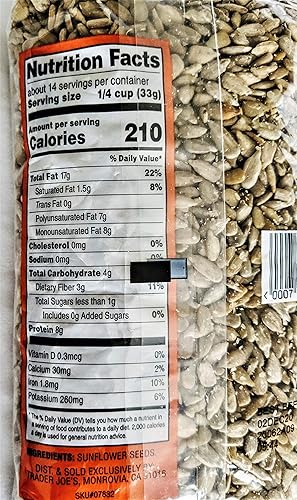 Nutrition Facts
about 14 servings per container
Serving size 1/4 cup (33g)
Amount per serving
Calories 210
% Daily Value*
Total Fat 17g 22%
Saturated Fat 1.5g 8%
Trans Fat 0g
Polyunsaturated Fat 7g
Monounsaturated Fat 8g
Cholesterol 0mg 0%
Sodium 0mg 0%
Total Carbohydrate 4g
Dietary Fiber 3g 11%
Total Sugars less than 1g
Includes 0g Added Sugars 0%
Protein 8g
Vitamin D 0.3mcg 0%
Calcium 30mg 2%
Iron 1.8mg 10%
Potassium 260mg 6%
* The % Daily Value (DV) tells you how much a nutrient in
a serving of food contributes to a daily diet. 2,000 calories
a day is used for general nutrition advice.
INGREDIENTS: SUNFLOWER SEEDS
DIST. & SOLD EXCLUSIVELY BY
TRADER JOE'S, MONROVIA, CA 91015
SKU#07832